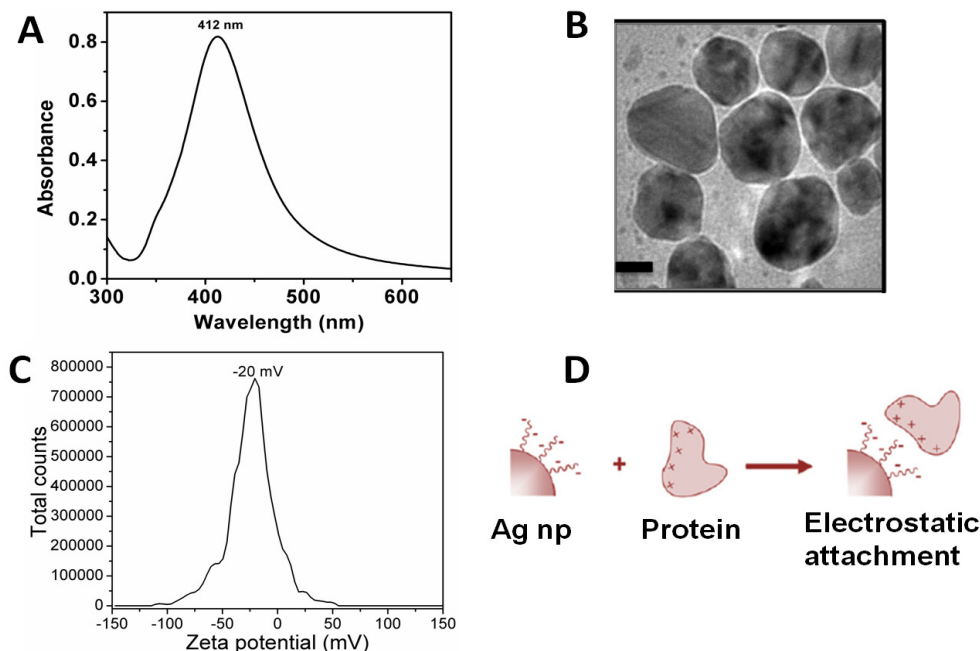 A
412 nm
0.8
0.6
0.4
0.2
0.0
Absorbance
300
400
500
600
Wavelength (nm)
B
C
-20 mV
800000
700000
600000
500000
400000
300000
200000
100000
0
Total counts
-150
-100
-50
0
50
100
150
Zeta potential (mV)
D
+
Ag np
Protein
Electrostatic
attachment